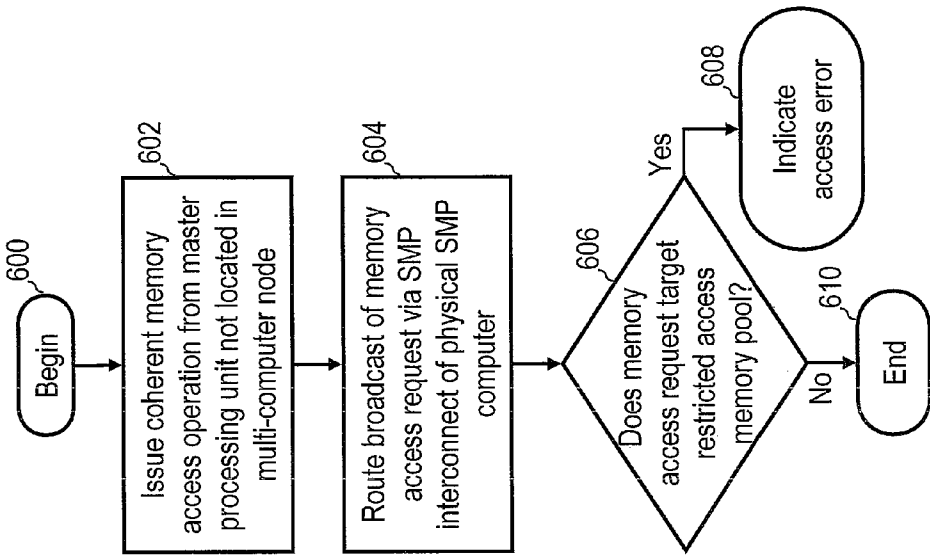 Begin
600
Issue coherent memory
access operation from master
processing unit not located in
multi-computer node
602
Route broadcast of memory
access request via SMP
interconnect of physical SMP
computer
604
Does memory
access request target
restricted access
memory pool?
606
Yes
Indicate
access error
608
No
End
610